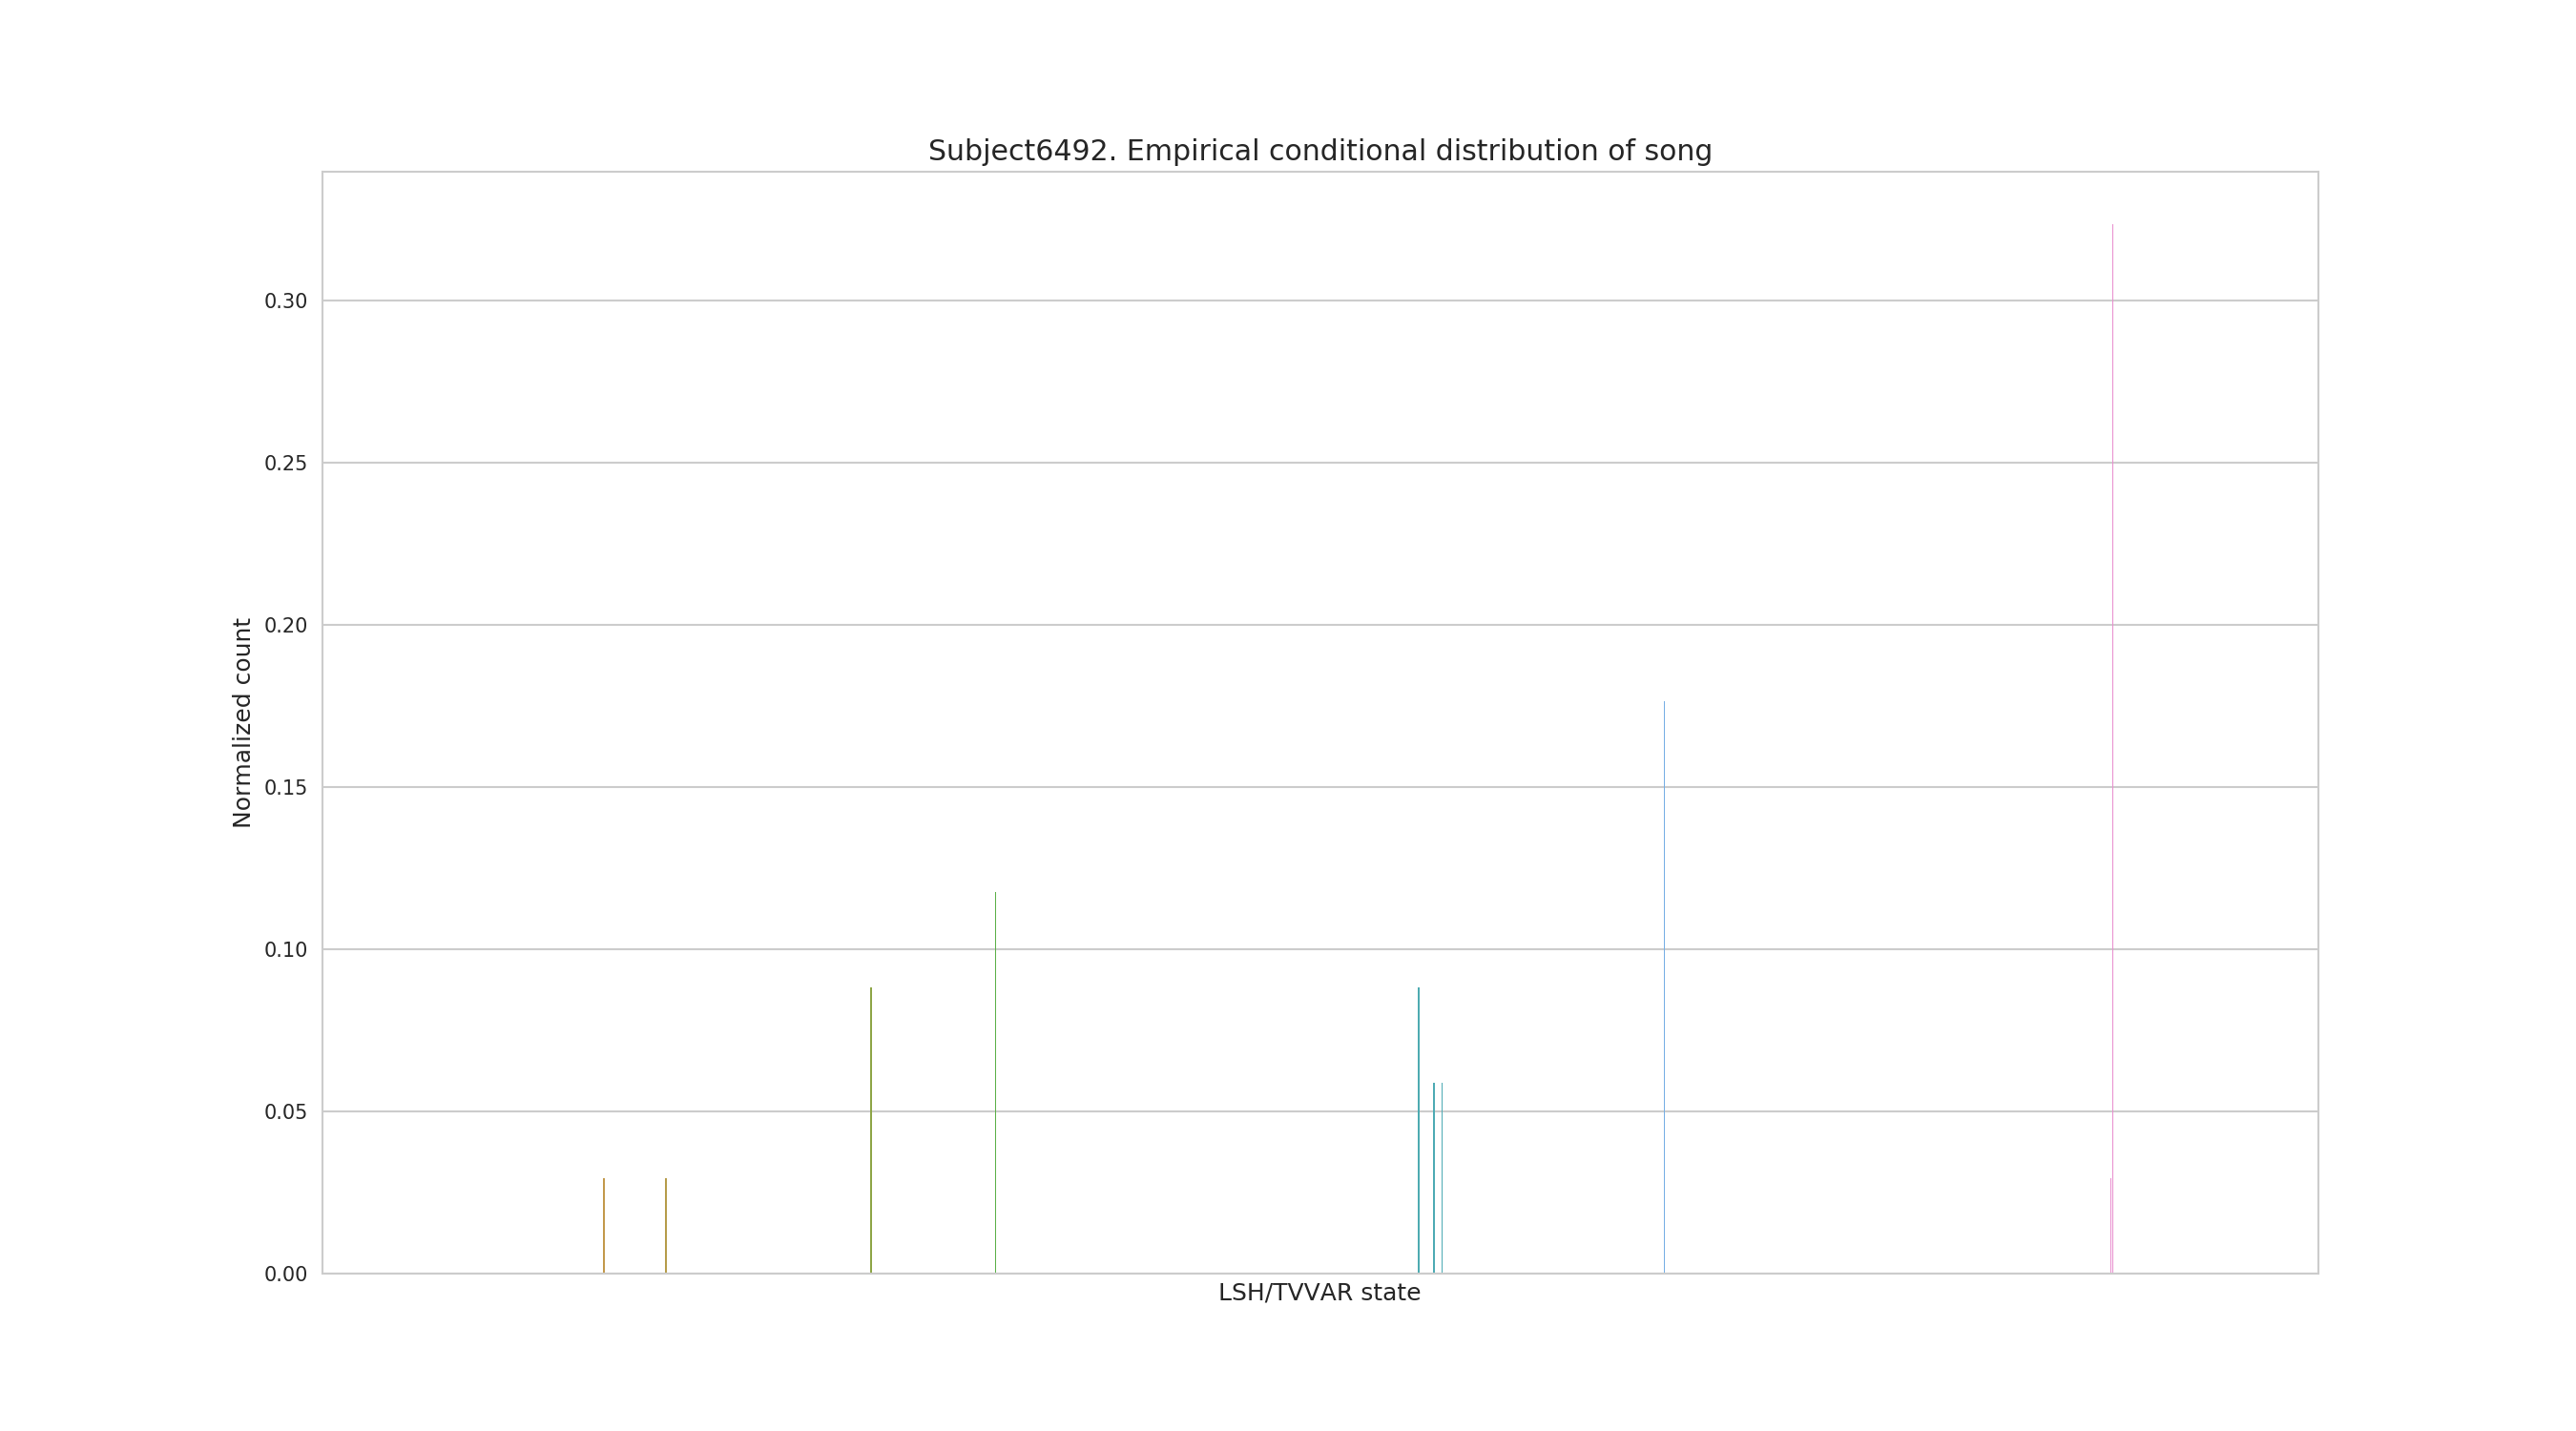 Subject6492. Empirical conditional distribution of song
0.30
0.25
0.20
0.15
0.10
0.05
0.00
Normalized count
LSH/TVVAR state